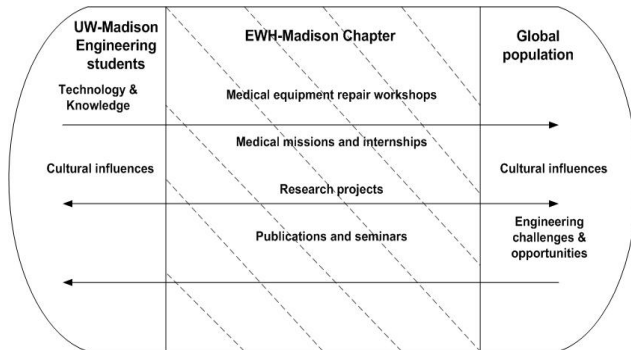 UW-Madison
Engineering
students
EWH-Madison Chapter
Global
population
Technology &
Knowledge
Medical equipment repair workshops
Medical missions and internships
Cultural influences
Cultural influences
Research projects
Publications and seminars
Engineering
challenges &
opportunities